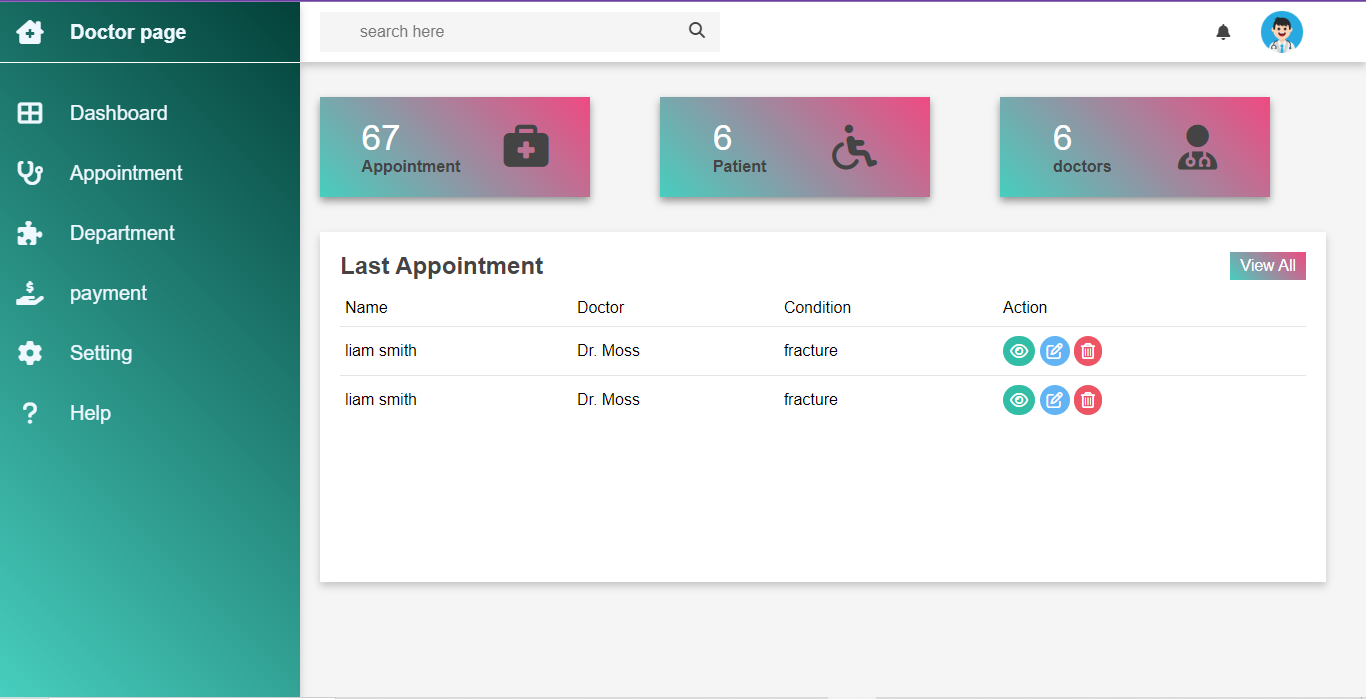 Doctor page
search here
Dashboard
Appointment
Department
payment
Setting
Help
67
Appointment
6
Patient
6
doctors
Last Appointment
View All
Name Doctor Condition Action
liam smith Dr. Moss fracture
liam smith Dr. Moss fracture